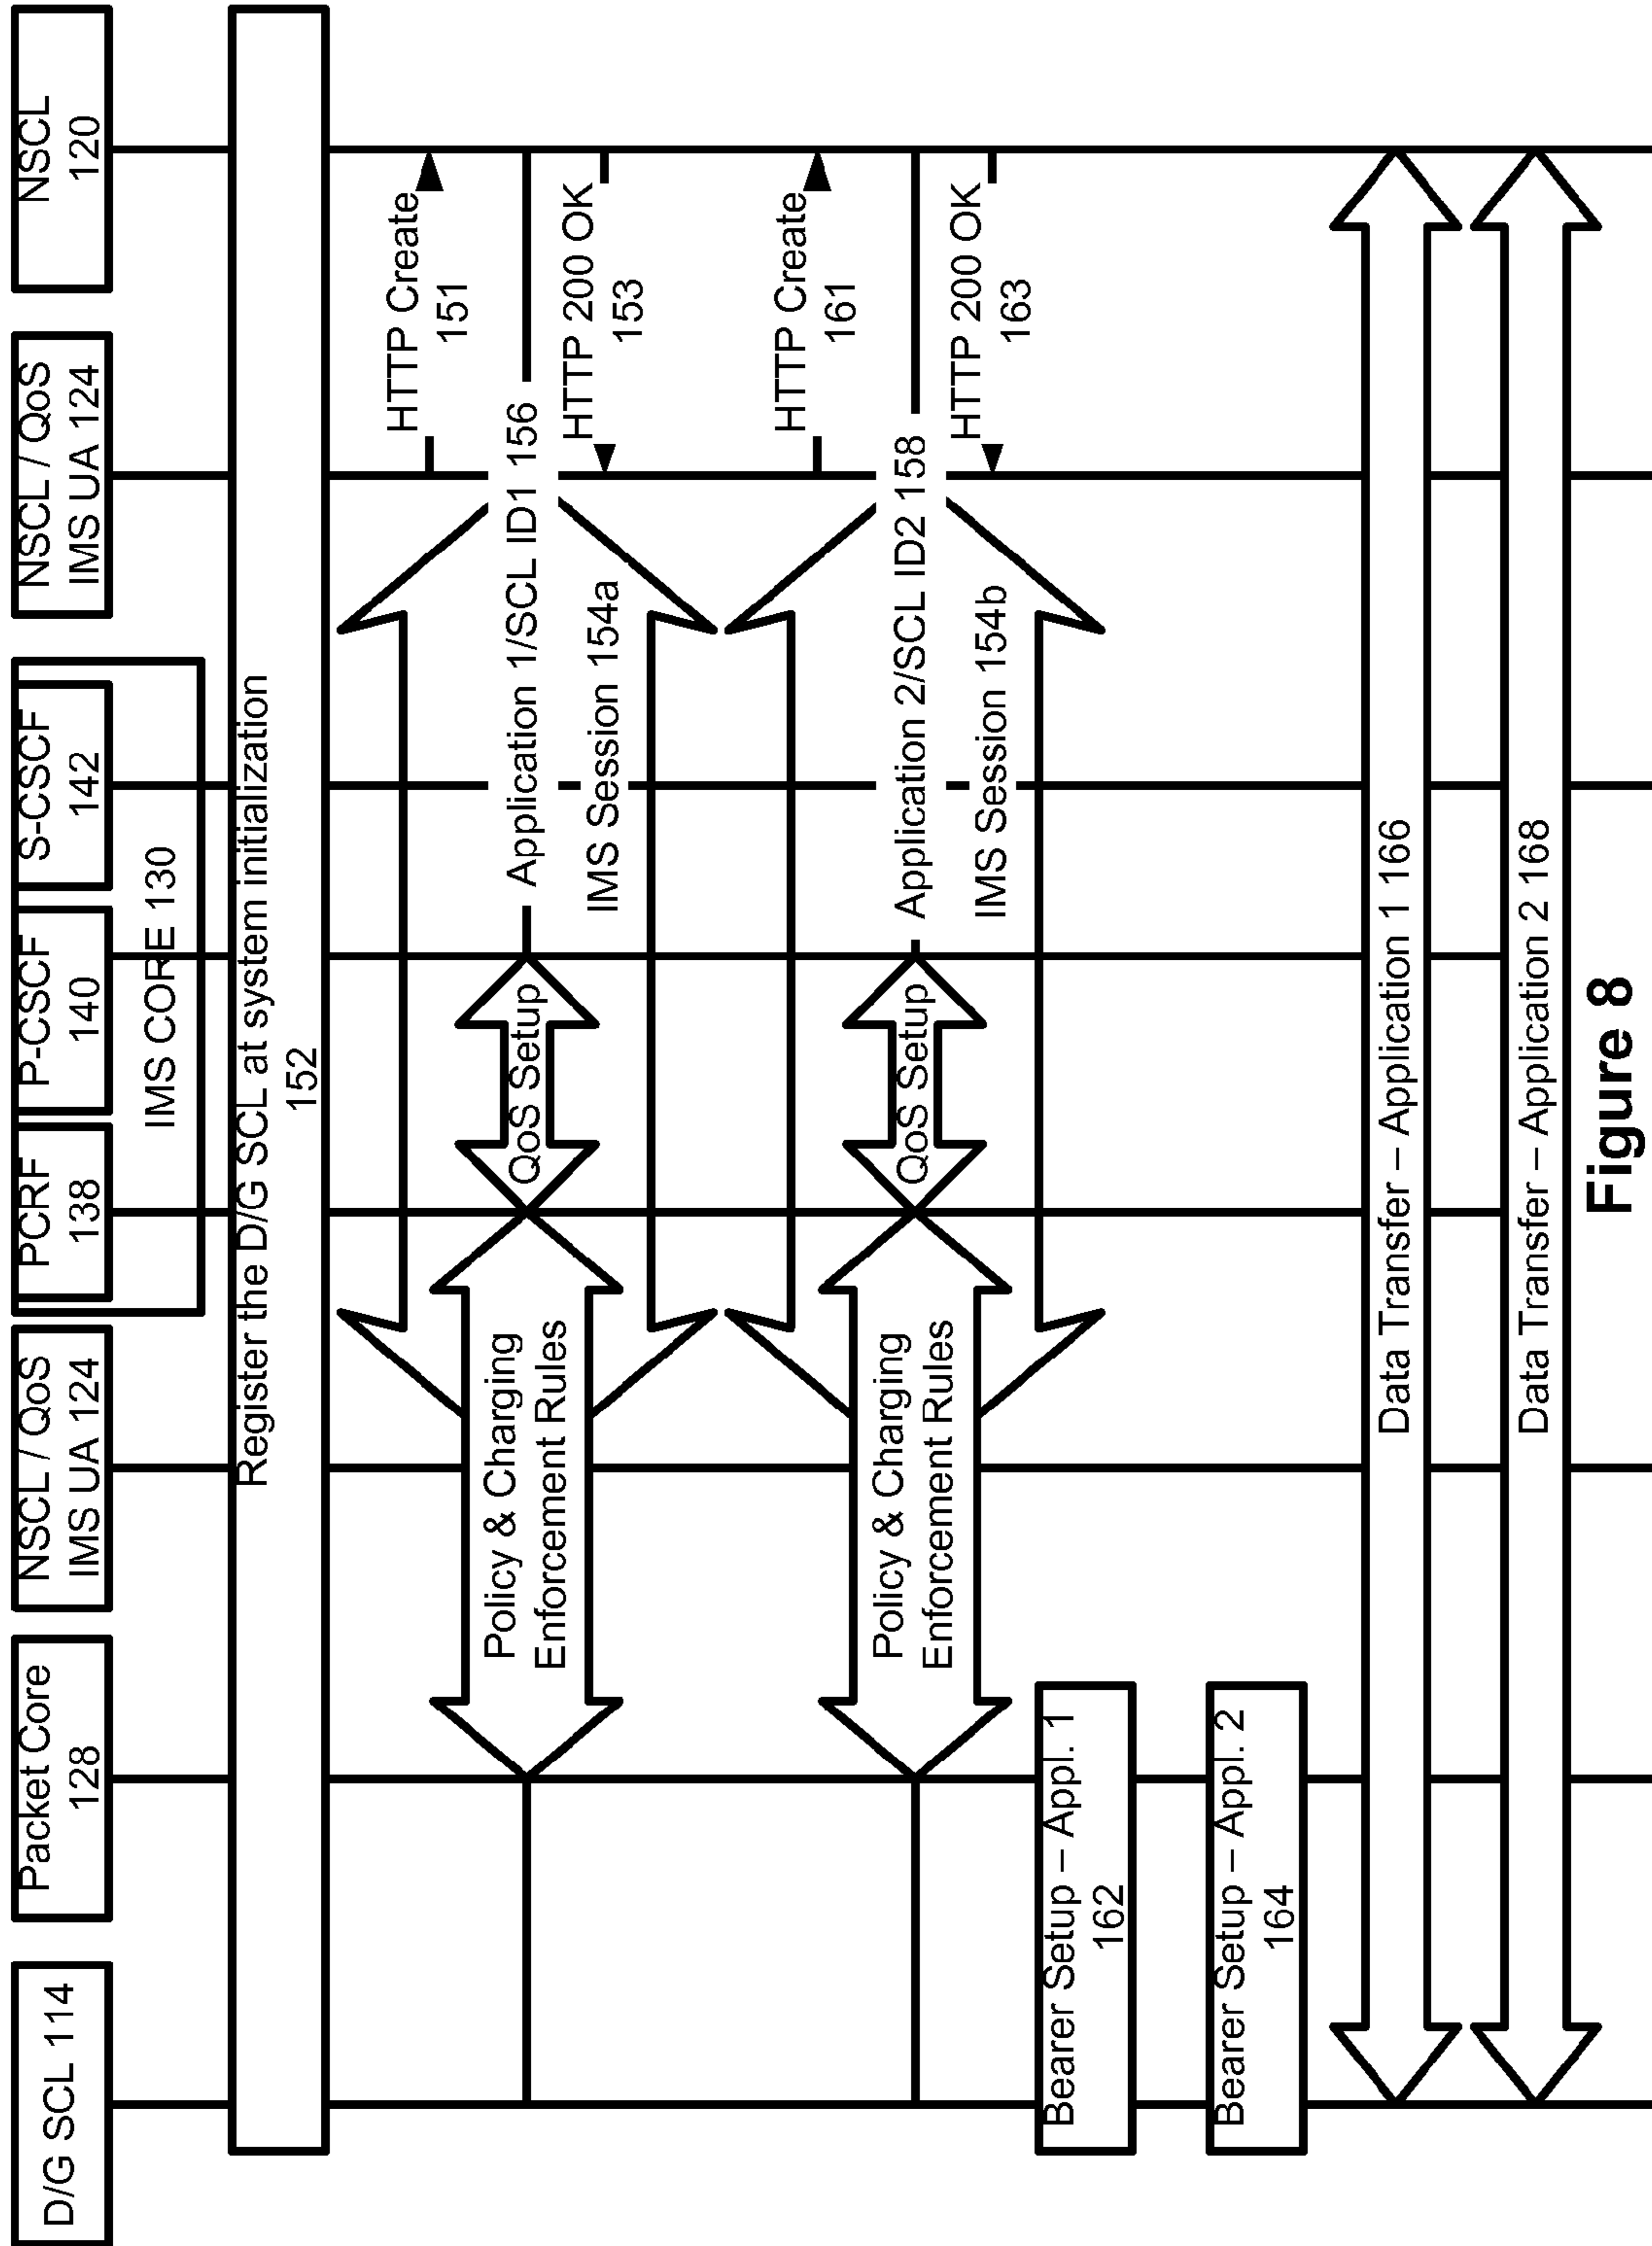 D/G SCL 114
Packet Core
128
NSCL / QoS
IMS UA 124
PCRF
138
P-CSCF
140
S-CSCF
142
IMS CORE 130
NSCL / QoS
IMS UA 124
NSCL
120
Register the D/G SCL at system initialization
152
HTTP Create
151
Policy & Charging
Enforcement Rules
QoS Setup
Application 1/SCL ID1 156
IMS Session 154a
HTTP 200 OK
153
HTTP Create
161
Policy & Charging
Enforcement Rules
QoS Setup
Application 2/SCL ID2 158
IMS Session 154b
HTTP 200 OK
163
Bearer Setup – Appl. 1
162
Bearer Setup – Appl. 2
164
Data Transfer – Application 1 166
Data Transfer – Application 2 168
Figure 8